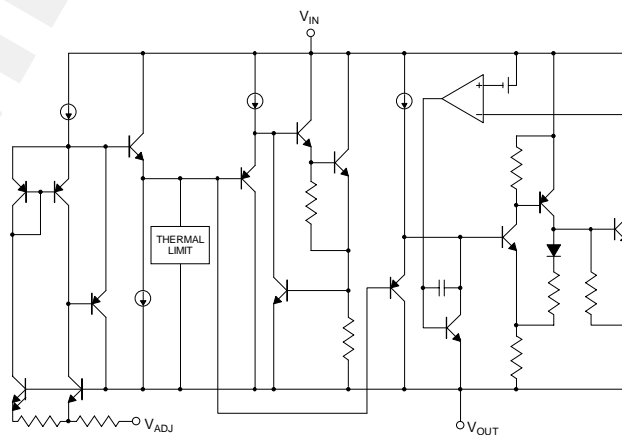 VIN
THERMAL
LIMIT
+
–
VADJ
VOUT